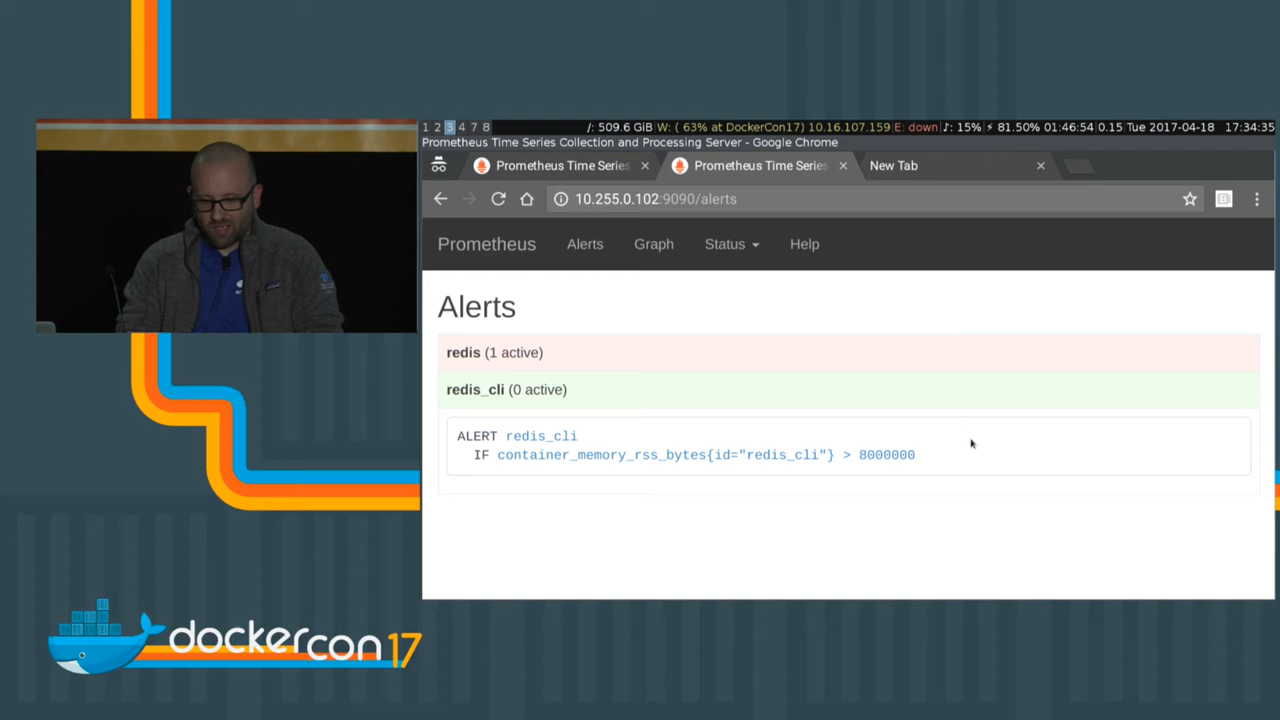 1 2 3 4 7 8
/: 509.6 GiB W: ( 63% at DockerCon17) 10.16.107.159 E: down ♪: 15% ⚡ 81.50% 01:46:54 0.15 Tue 2017-04-18 17:34:35
Prometheus Time Series Collection and Processing Server - Google Chrome
Prometheus Time Series Prometheus Time Series New Tab
10.255.0.102:9090/alerts
Prometheus Alerts Graph Status Help
Alerts
redis (1 active)
redis_cli (0 active)
ALERT redis_cli
IF container_memory_rss_bytes{id="redis_cli"} > 8000000
dockercon 17